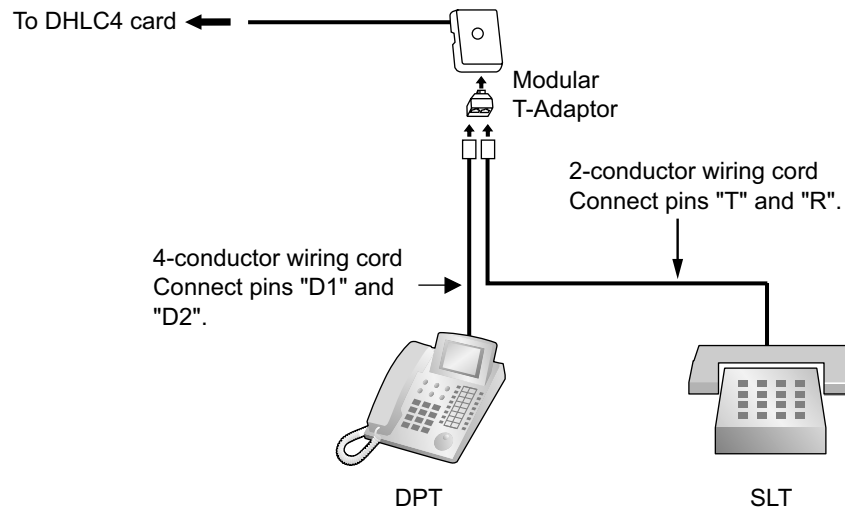 To DHLC4 card
Modular
T-Adaptor
2-conductor wiring cord
Connect pins "T" and "R".
4-conductor wiring cord
Connect pins "D1" and
"D2".
DPT
SLT